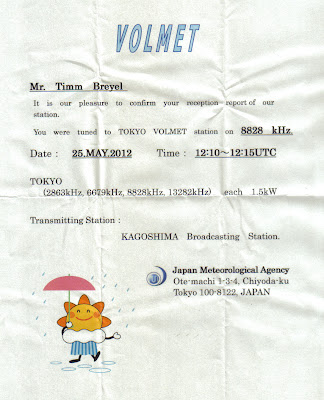 VOLMET
Mr. Timm Breyel
It is our pleasure to confirm your reception report of our
station.
You were tuned to TOKYO VOLMET station on 8828 kHz.
Date : 25.MAY.2012 Time : 12:10～12:15UTC
TOKYO
(2863kHz, 6679kHz, 8828kHz, 13282kHz) each 1.5kW
Transmitting Station :
KAGOSHIMA Broadcasting Station.
Japan Meteorological Agency
Ote-machi 1-3-4, Chiyoda-ku
Tokyo 100-8122, JAPAN